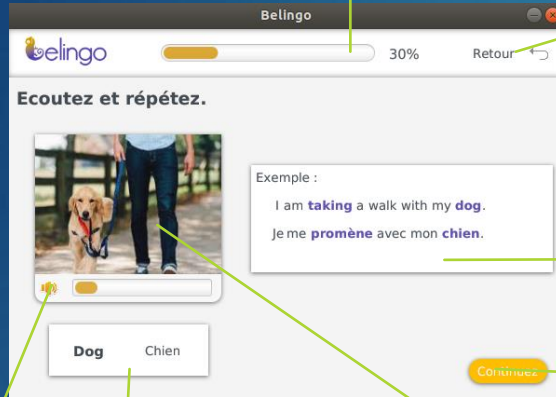 Belingo
Belingo
30%
Retour
Ecoutez et répétez.
Exemple :
I am taking a walk with my dog.
Je me promène avec mon chien.
Dog Chien
Continuez